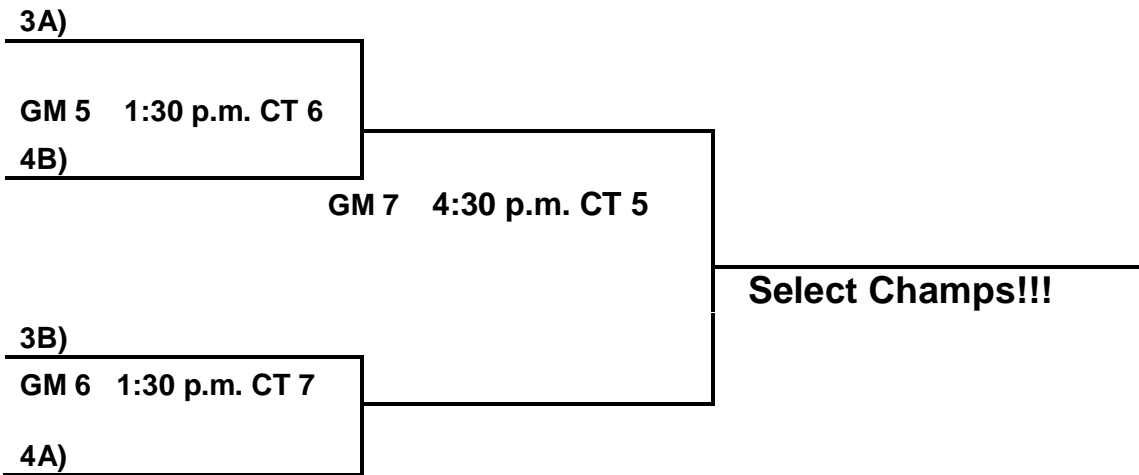 3A)
GM 5 1:30 p.m. CT 6
4B)
GM 7 4:30 p.m. CT 5
Select Champs!!!
3B)
GM 6 1:30 p.m. CT 7
4A)